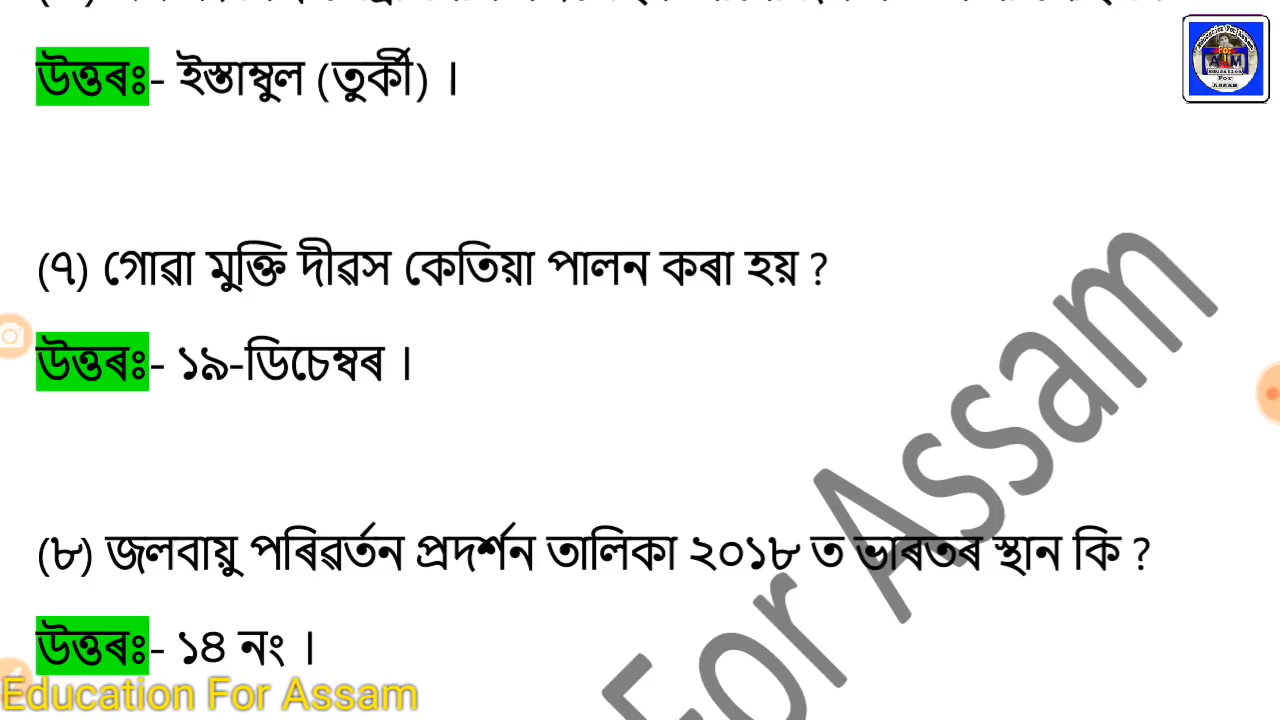 উত্তৰঃ- ইস্তাম্বুল (তুৰ্কী) ।
(৭) গোৱা মুক্তি দীৱস কেতিয়া পালন কৰা হয় ?
উত্তৰঃ- ১৯-ডিচেম্বৰ ।
(৮) জলবায়ু পৰিৱৰ্তন প্ৰদৰ্শন তালিকা ২০১৮ ত ভাৰতৰ স্থান কি ?
উত্তৰঃ- ১৪ নং ।
For Assam
Education For Assam